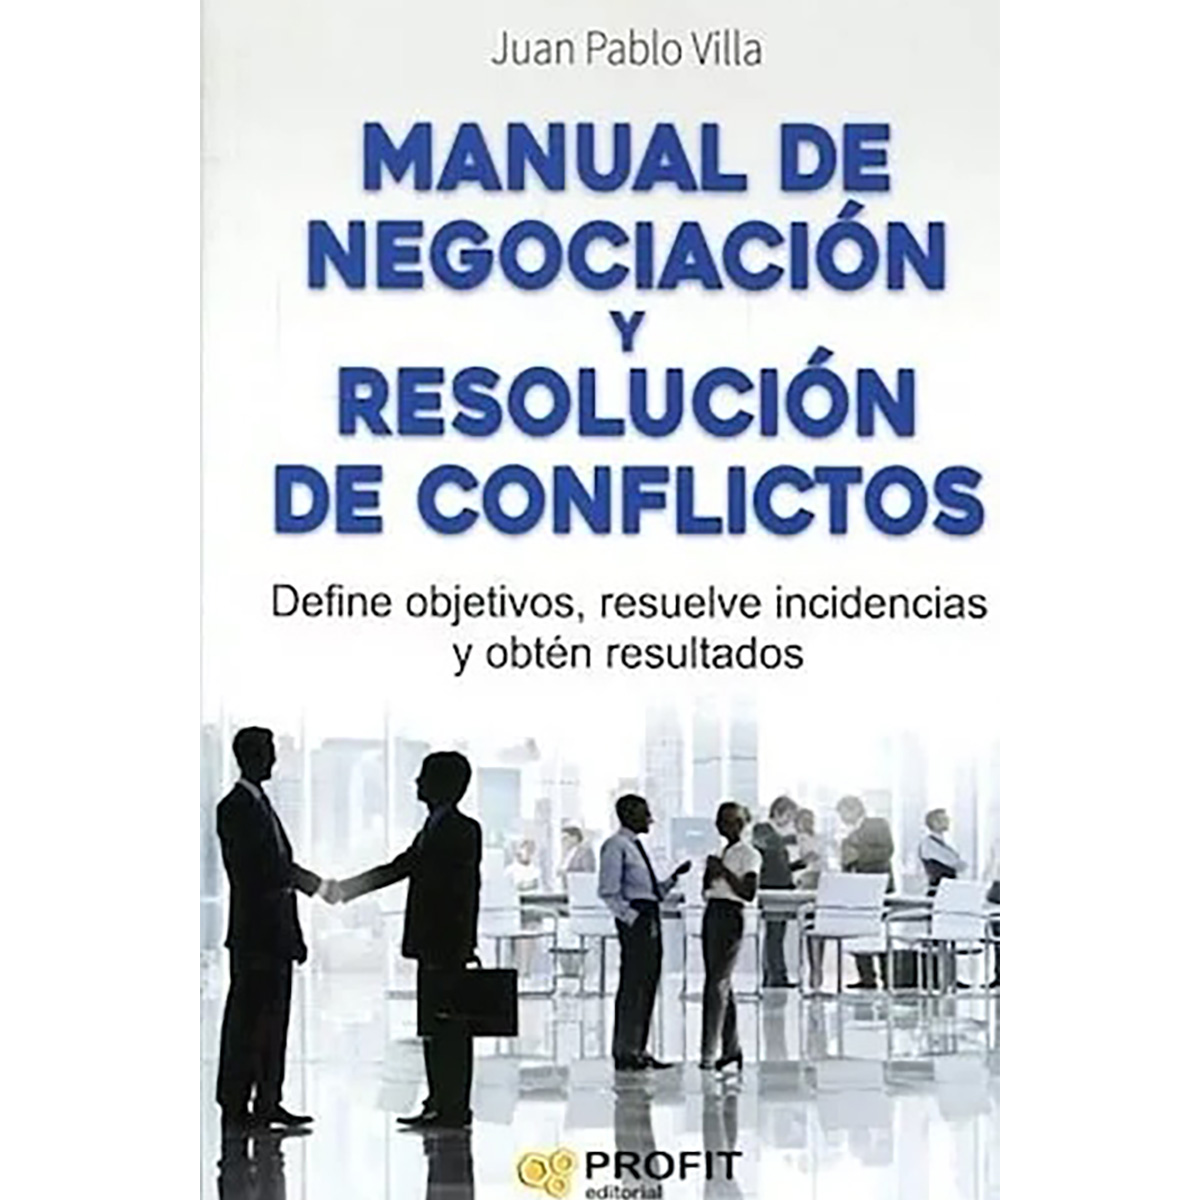 Juan Pablo Villa
MANUAL DE
NEGOCIACIÓN
Y
RESOLUCIÓN
DE CONFLICTOS
Define objetivos, resuelve incidencias
y obtén resultados
PROFIT
editorial